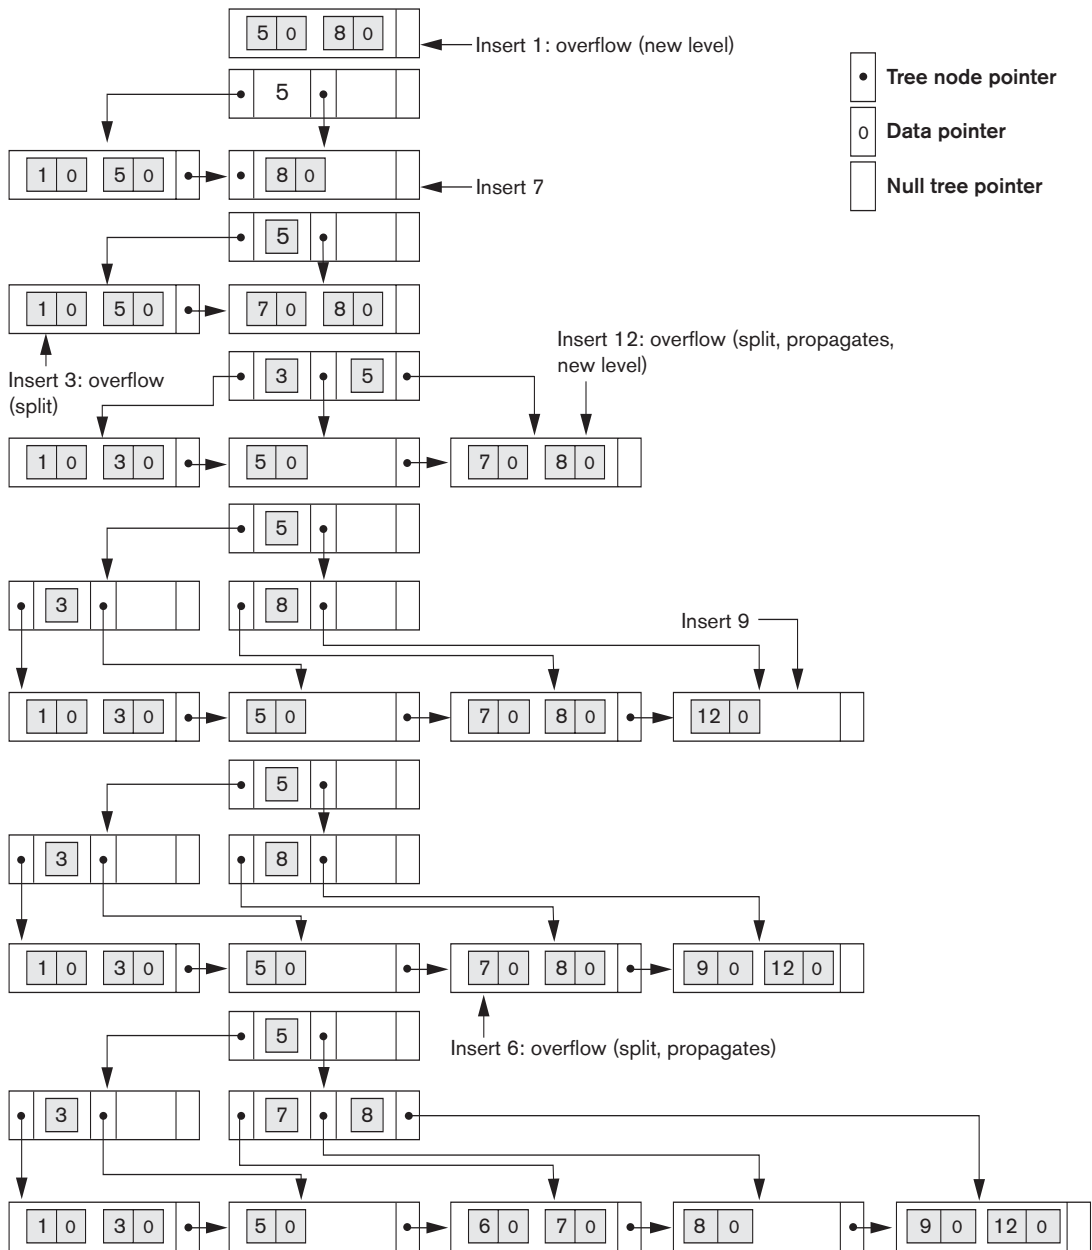 5 0 8 0
Insert 1: overflow (new level)
5
Tree node pointer
0 Data pointer
Null tree pointer
1 0 5 0 8 0
Insert 7
5
1 0 5 0 7 0 8 0
Insert 3: overflow
(split)
3 5
Insert 12: overflow (split, propagates,
new level)
1 0 3 0 5 0 7 0 8 0
5
3 8
Insert 9
1 0 3 0 5 0 7 0 8 0 12 0
5
3 8
1 0 3 0 5 0 7 0 8 0 9 0 12 0
Insert 6: overflow (split, propagates)
5
3 7 8
1 0 3 0 5 0 6 0 7 0 8 0 9 0 12 0